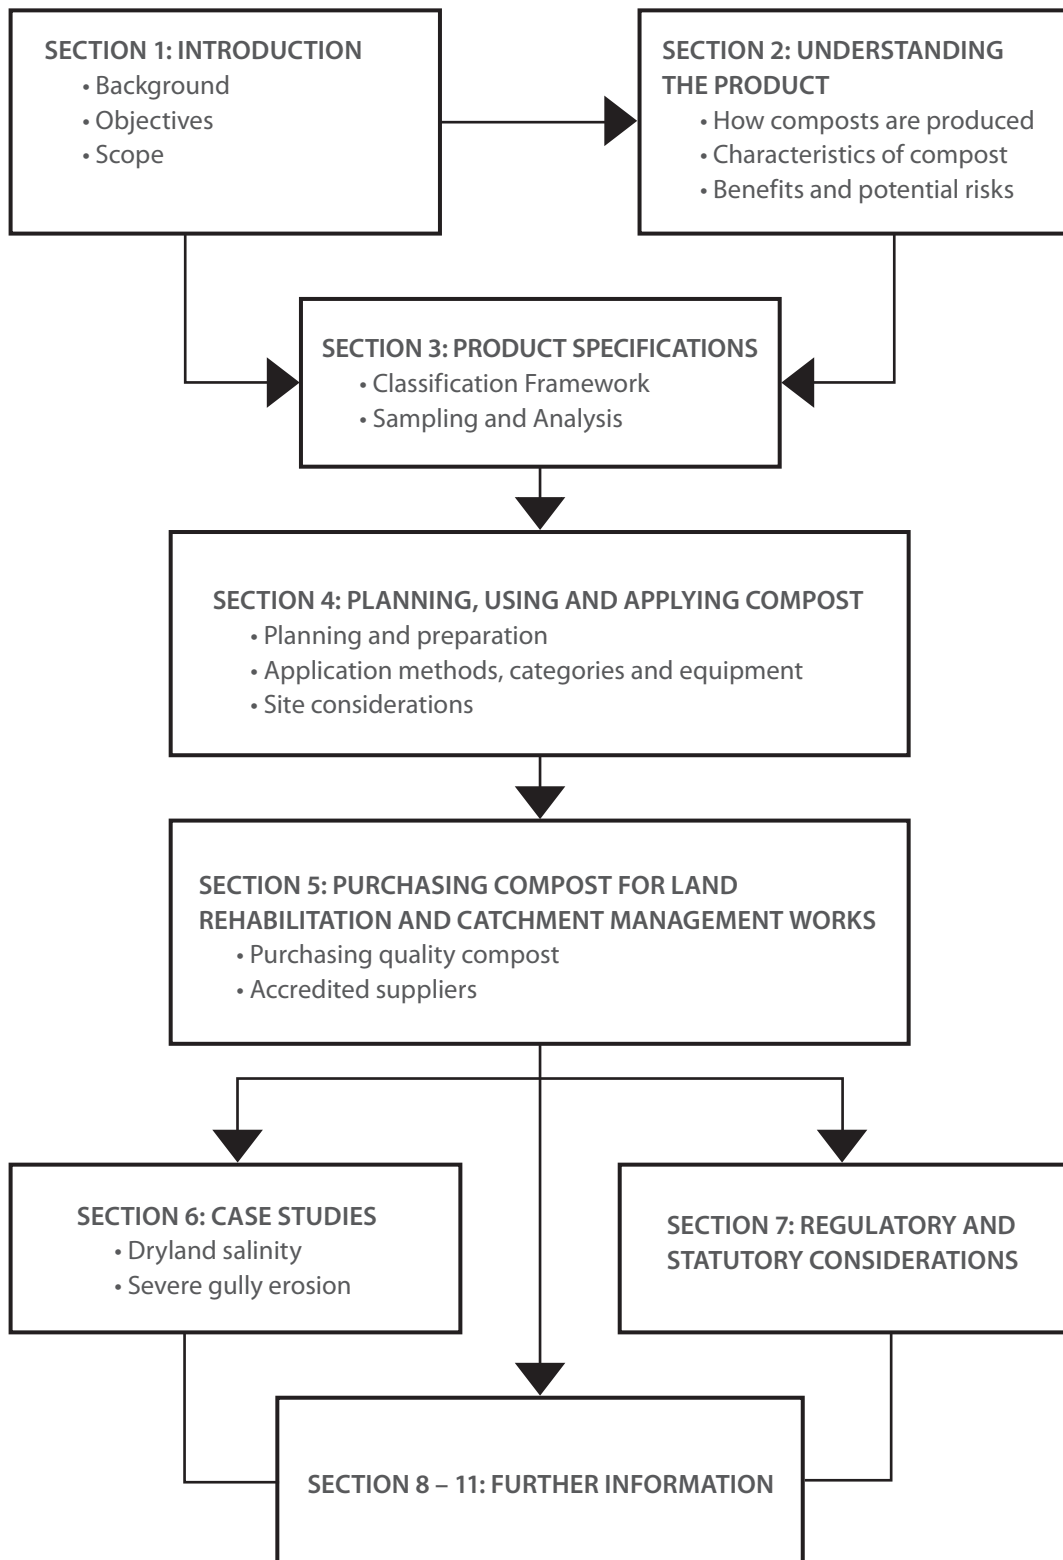 SECTION 1: INTRODUCTION
• Background
• Objectives
• Scope
SECTION 2: UNDERSTANDING
THE PRODUCT
• How composts are produced
• Characteristics of compost
• Benefits and potential risks
SECTION 3: PRODUCT SPECIFICATIONS
• Classification Framework
• Sampling and Analysis
SECTION 4: PLANNING, USING AND APPLYING COMPOST
• Planning and preparation
• Application methods, categories and equipment
• Site considerations
SECTION 5: PURCHASING COMPOST FOR LAND
REHABILITATION AND CATCHMENT MANAGEMENT WORKS
• Purchasing quality compost
• Accredited suppliers
SECTION 6: CASE STUDIES
• Dryland salinity
• Severe gully erosion
SECTION 7: REGULATORY AND
STATUTORY CONSIDERATIONS
SECTION 8 – 11: FURTHER INFORMATION